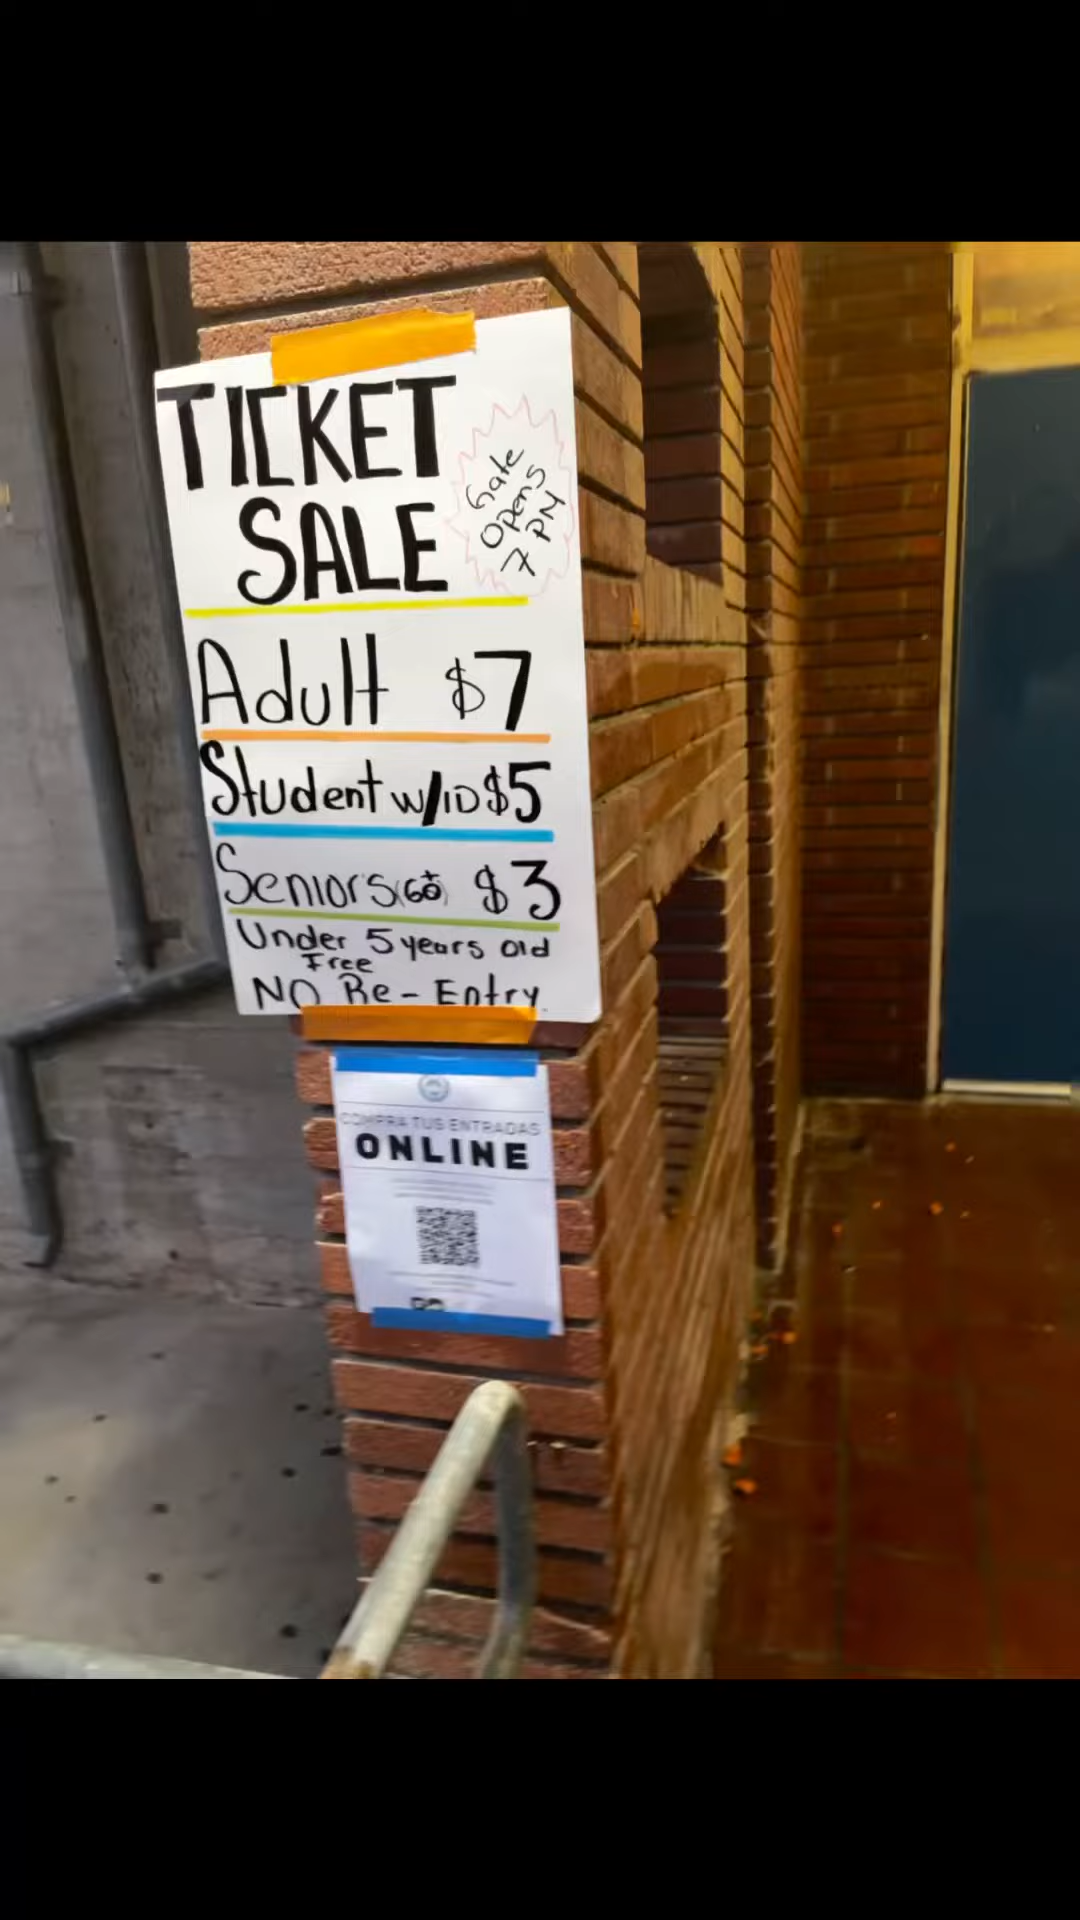 TICKET
SALE
Gate
Opens
7 PM
Adult $7
Student w/ID $5
Seniors (60+) $3
Under 5 years old
Free
NO Re-Entry
COMPRA TUS ENTRADAS
ONLINE